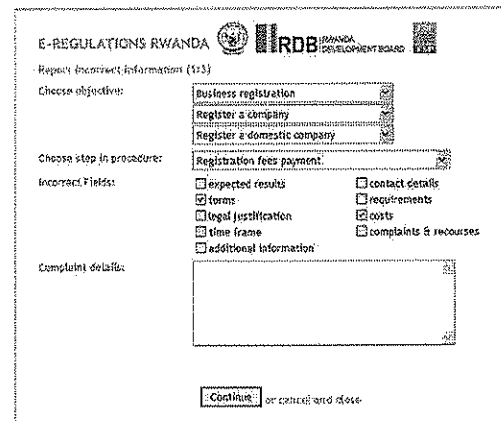 E-REGULATIONS RWANDA RDB RWANDA DEVELOPMENT BOARD
Report incorrect information (1:3)
Choose objective: Business registration
Register a company
Register a domestic company
Choose step in procedure: Registration fees payment
Incorrect Fields: expected results contact details
forms requirements
legal justification costs
time frame complaints & recourses
additional information
Complaint details:
Continue or cancel and close